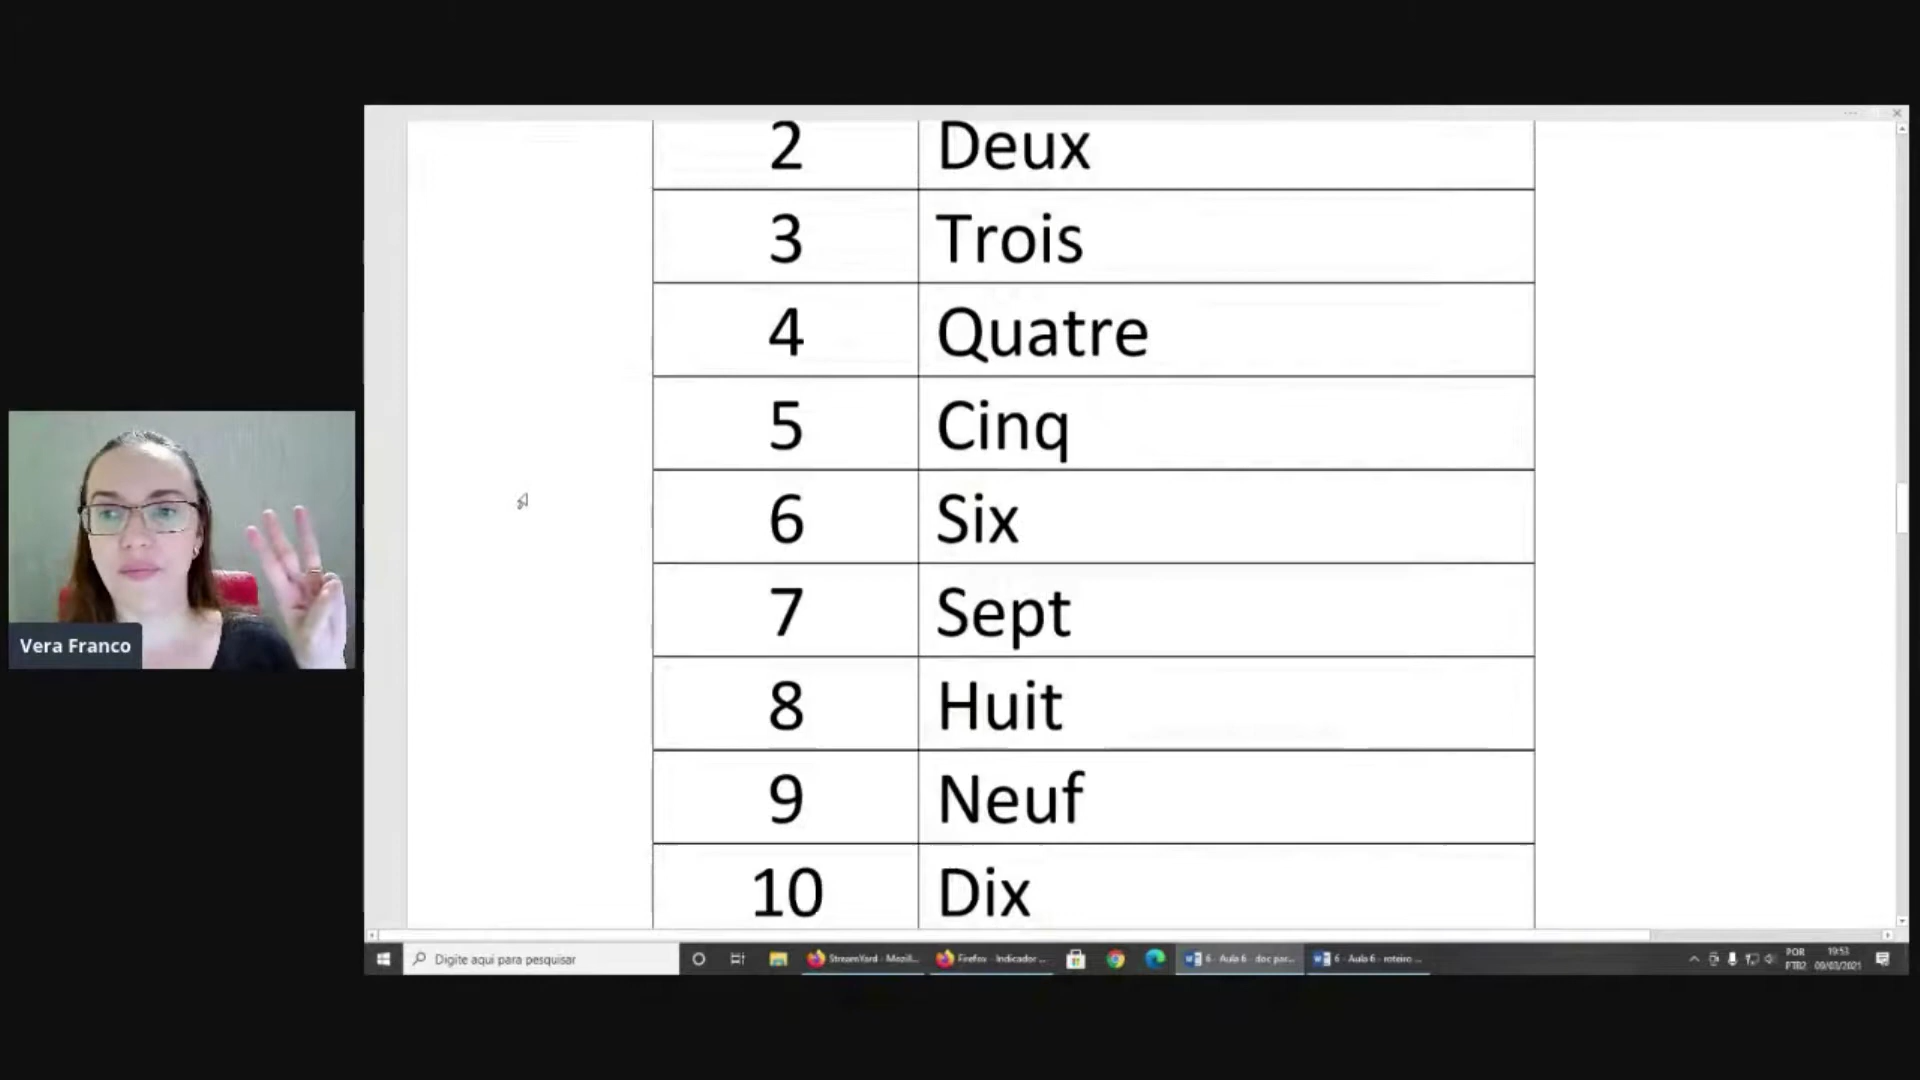 2 Deux
3 Trois
4 Quatre
5 Cinq
6 Six
7 Sept
8 Huit
9 Neuf
10 Dix
Vera Franco
Digite aqui para pesquisar
StreamYard - Mozill...
Firefox - Indicador ...
6 - Aula 6 - doc par...
6 - Aula 6 - roteiro ...
POR 19:53
PTB2 09/03/2021